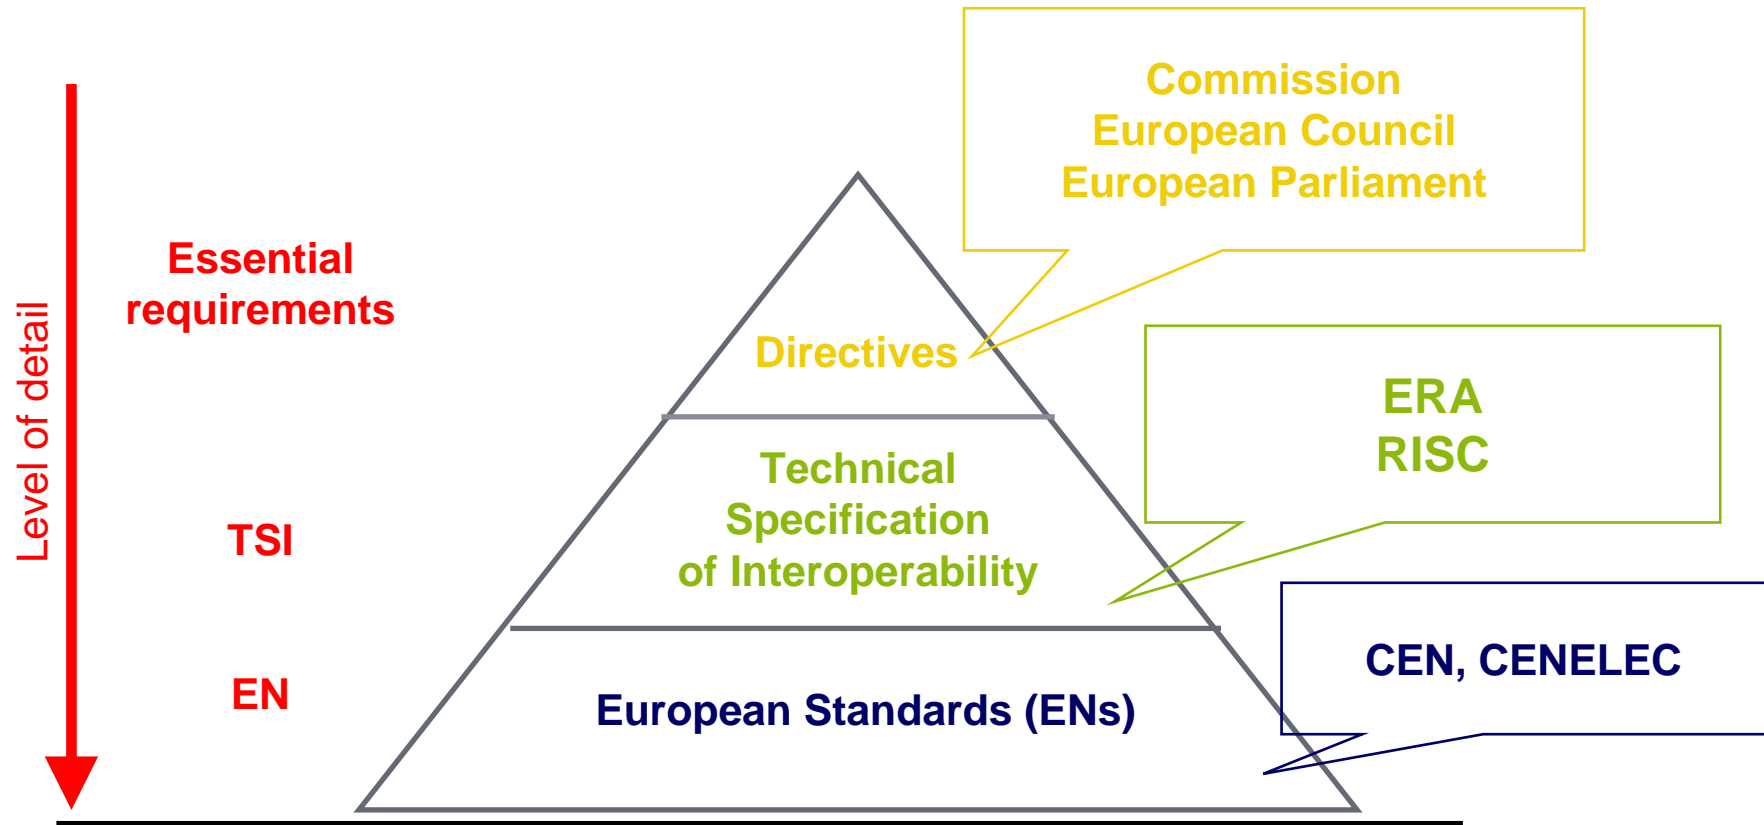 Commission
European Council
European Parliament
Essential
requirements
Level of detail
Directives
ERA
RISC
Technical
Specification
of Interoperability
TSI
CEN, CENELEC
EN
European Standards (ENs)